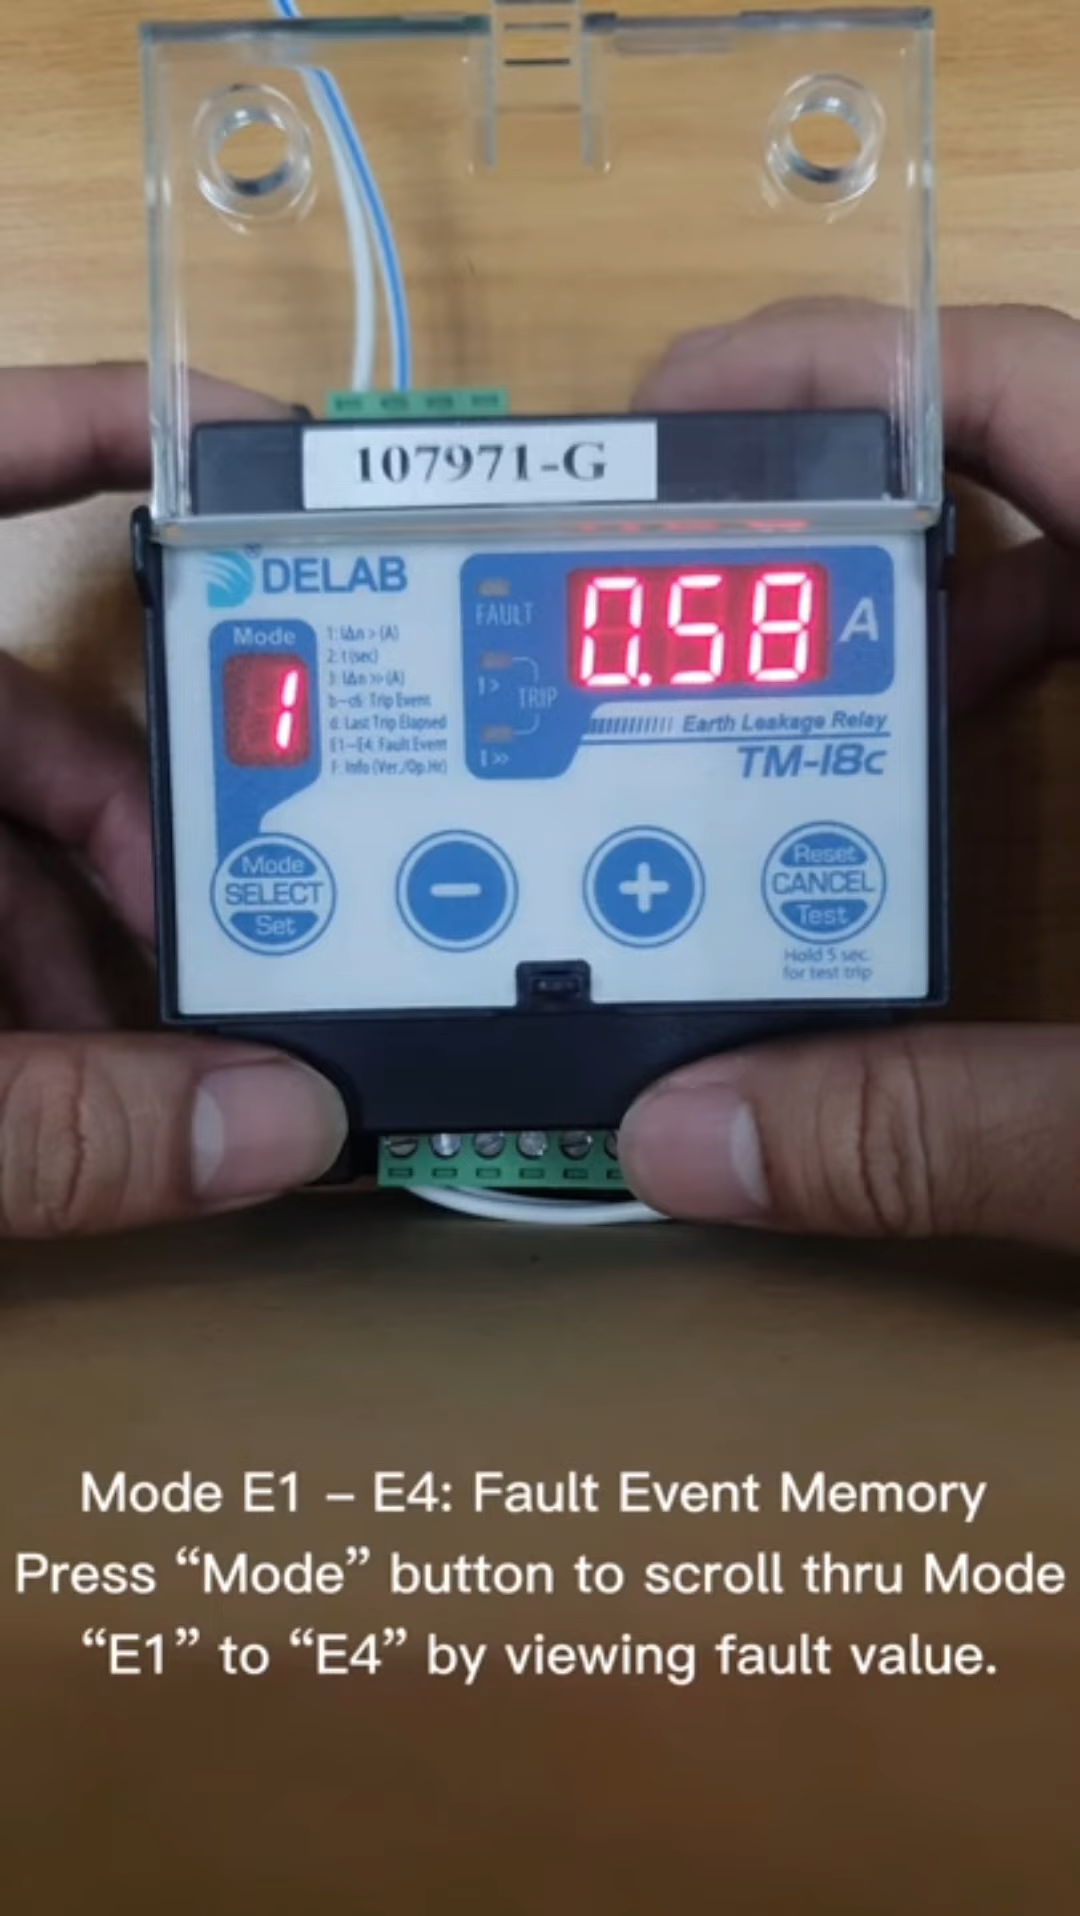 107971-G
DELAB
®
Mode
1
1: IΔn > (A)
2: t (sec)
3: IΔn >> (A)
b~c6: Trip Event
d: Last Trip Elapsed
E1~E4: Fault Event
F: Info (Ver./Op.Hr)
FAULT
I>
TRIP
I>>
0.58
A
Earth Leakage Relay
TM-18c
Mode
SELECT
Set
−
+
Reset
CANCEL
Test
Hold 5 sec.
for test trip
Mode E1 – E4: Fault Event Memory
Press “Mode” button to scroll thru Mode
“E1” to “E4” by viewing fault value.